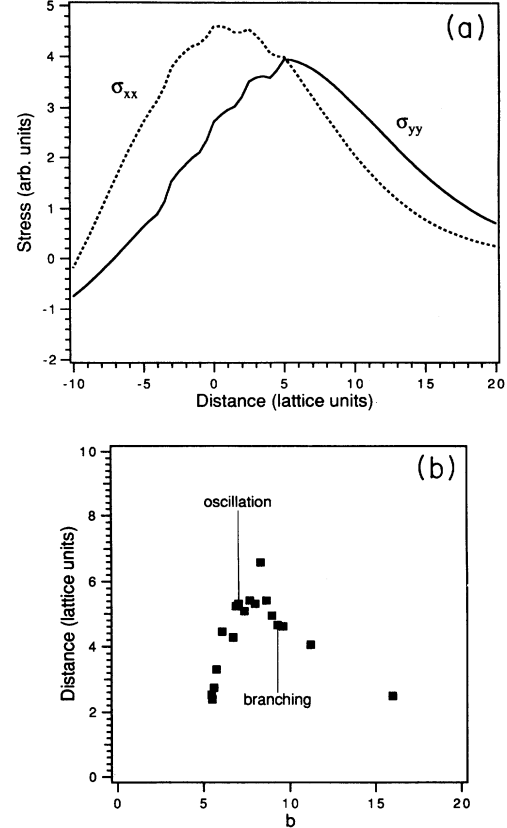 (a)
5
4
3
2
1
0
-1
-2
Stress (arb. units)
σxx
σyy
-10 -5 0 5 10 15 20
Distance (lattice units)
(b)
10
8
6
4
2
0
Distance (lattice units)
oscillation
branching
0 5 10 15 20
b